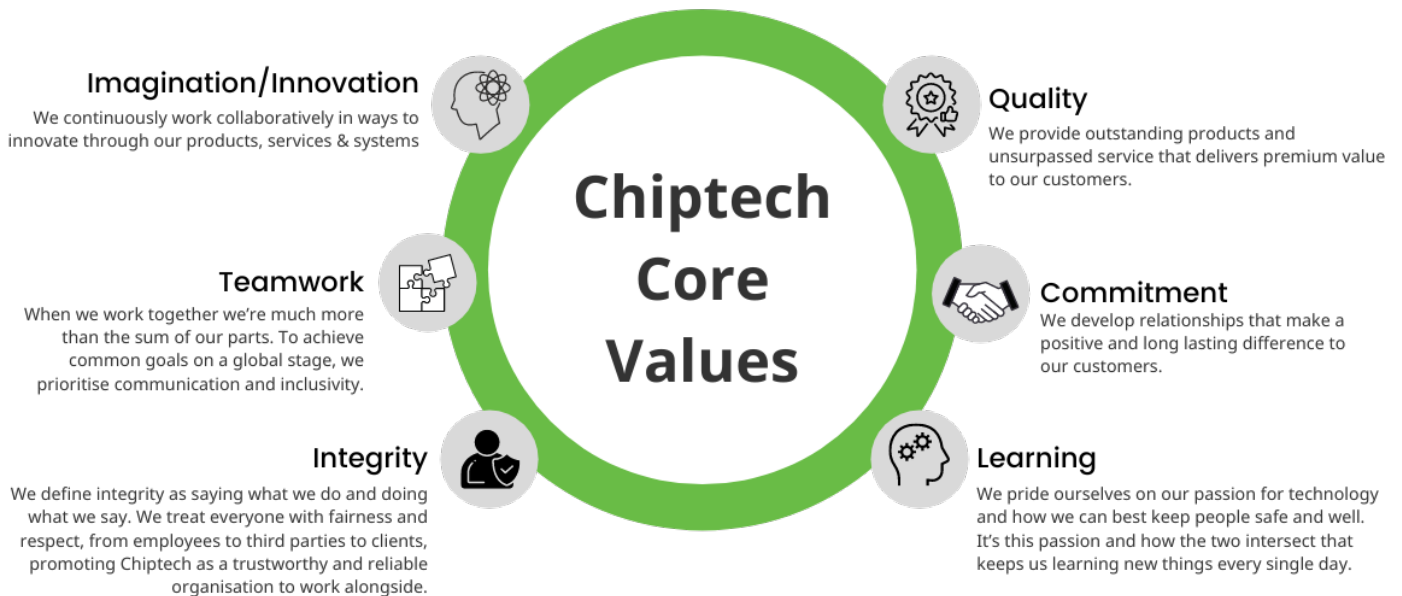 Imagination/Innovation
We continuously work collaboratively in ways to
innovate through our products, services & systems
Teamwork
When we work together we’re much more
than the sum of our parts. To achieve
common goals on a global stage, we
prioritise communication and inclusivity.
Integrity
We define integrity as saying what we do and doing
what we say. We treat everyone with fairness and
respect, from employees to third parties to clients,
promoting Chiptech as a trustworthy and reliable
organisation to work alongside.
Chiptech
Core
Values
Quality
We provide outstanding products and
unsurpassed service that delivers premium value
to our customers.
Commitment
We develop relationships that make a
positive and long lasting difference to
our customers.
Learning
We pride ourselves on our passion for technology
and how we can best keep people safe and well.
It’s this passion and how the two intersect that
keeps us learning new things every single day.